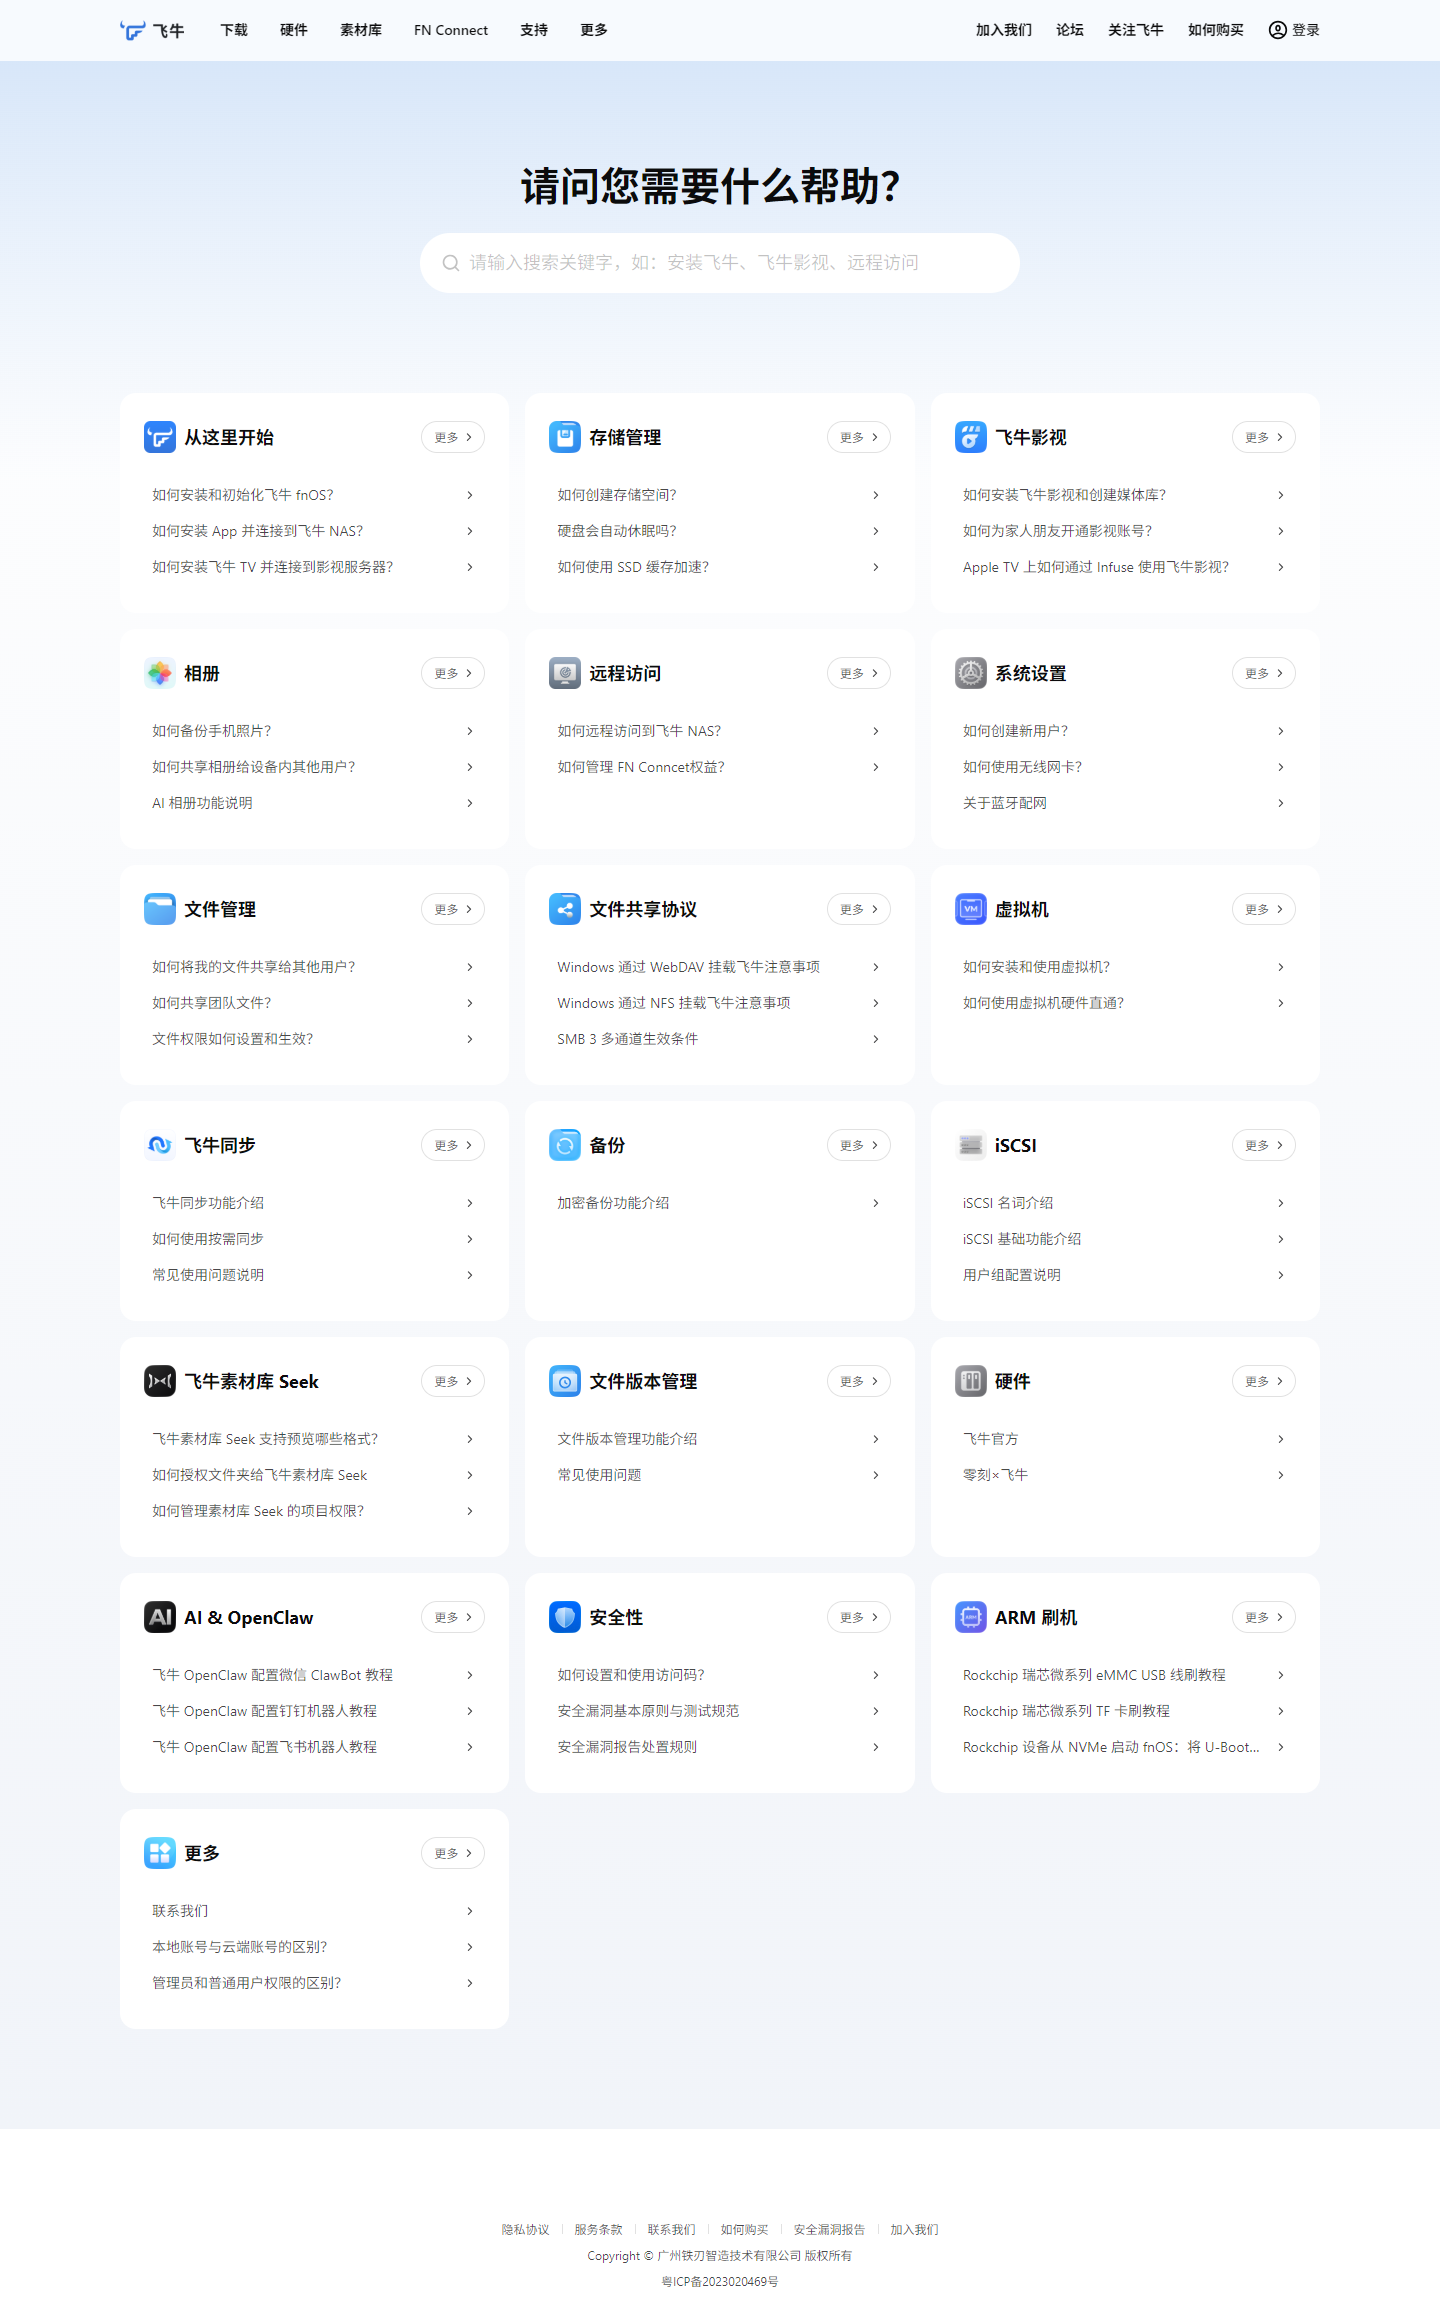 飞牛 下载 硬件 素材库 FN Connect 支持 更多 加入我们 论坛 关注飞牛 如何购买 登录
请问您需要什么帮助？
请输入搜索关键字，如：安装飞牛、飞牛影视、远程访问
从这里开始 更多
如何安装和初始化飞牛 fnOS？
如何安装 App 并连接到飞牛 NAS？
如何安装飞牛 TV 并连接到影视服务器？
存储管理 更多
如何创建存储空间？
硬盘会自动休眠吗？
如何使用 SSD 缓存加速？
飞牛影视 更多
如何安装飞牛影视和创建媒体库？
如何为家人朋友开通影视账号？
Apple TV 上如何通过 Infuse 使用飞牛影视？
相册 更多
如何备份手机照片？
如何共享相册给设备内其他用户？
AI 相册功能说明
远程访问 更多
如何远程访问到飞牛 NAS？
如何管理 FN Conncet权益？
系统设置 更多
如何创建新用户？
如何使用无线网卡？
关于蓝牙配网
文件管理 更多
如何将我的文件共享给其他用户？
如何共享团队文件？
文件权限如何设置和生效？
文件共享协议 更多
Windows 通过 WebDAV 挂载飞牛注意事项
Windows 通过 NFS 挂载飞牛注意事项
SMB 3 多通道生效条件
VM
虚拟机 更多
如何安装和使用虚拟机？
如何使用虚拟机硬件直通？
飞牛同步 更多
飞牛同步功能介绍
如何使用按需同步
常见使用问题说明
备份 更多
加密备份功能介绍
iSCSI 更多
iSCSI 名词介绍
iSCSI 基础功能介绍
用户组配置说明
飞牛素材库 Seek 更多
飞牛素材库 Seek 支持预览哪些格式？
如何授权文件夹给飞牛素材库 Seek
如何管理素材库 Seek 的项目权限？
文件版本管理 更多
文件版本管理功能介绍
常见使用问题
硬件 更多
飞牛官方
零刻×飞牛
AI
AI & OpenClaw 更多
飞牛 OpenClaw 配置微信 ClawBot 教程
飞牛 OpenClaw 配置钉钉机器人教程
飞牛 OpenClaw 配置飞书机器人教程
安全性 更多
如何设置和使用访问码？
安全漏洞基本原则与测试规范
安全漏洞报告处置规则
ARM
ARM 刷机 更多
Rockchip 瑞芯微系列 eMMC USB 线刷教程
Rockchip 瑞芯微系列 TF 卡刷教程
Rockchip 设备从 NVMe 启动 fnOS：将 U-Boot...
更多 更多
联系我们
本地账号与云端账号的区别？
管理员和普通用户权限的区别？
隐私协议 服务条款 联系我们 如何购买 安全漏洞报告 加入我们
Copyright © 广州铁刃智造技术有限公司 版权所有
粤ICP备2023020469号